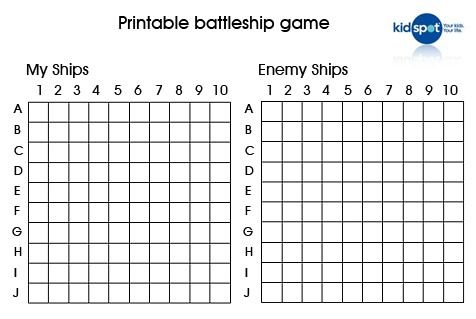 Printable battleship game
kidspot Your kids. Your life.
My Ships
1 2 3 4 5 6 7 8 9 10
A
B
C
D
E
F
G
H
I
J
Enemy Ships
1 2 3 4 5 6 7 8 9 10
A
B
C
D
E
F
G
H
I
J